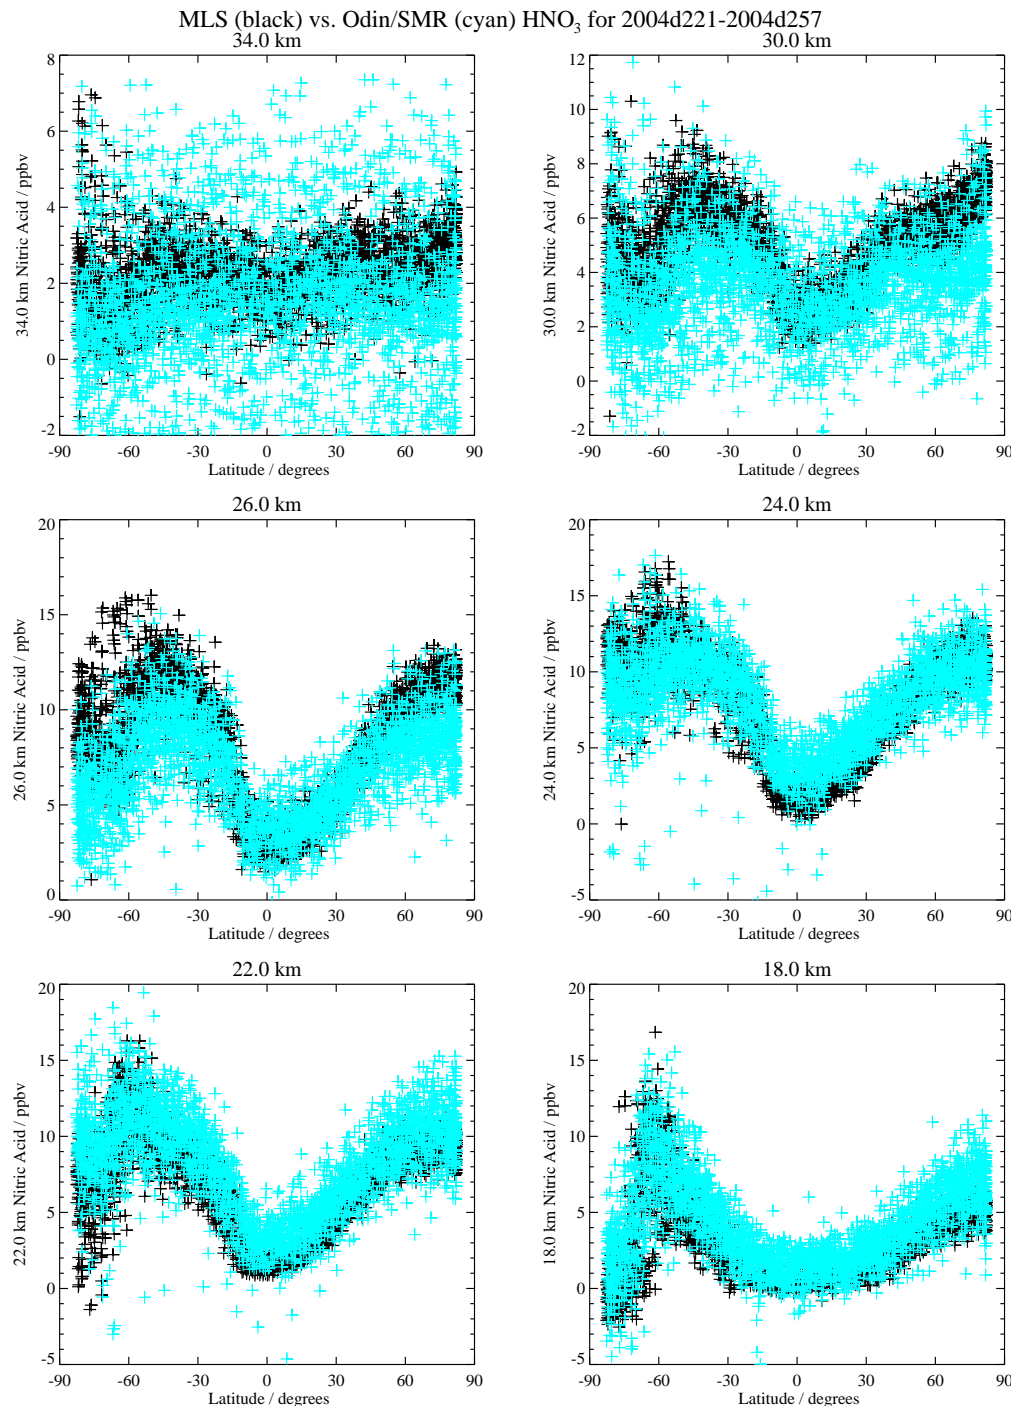 MLS (black) vs. Odin/SMR (cyan) HNO₃ for 2004d221-2004d257
34.0 km
34.0 km Nitric Acid / ppbv
8
6
4
2
0
-2
-90 -60 -30 0 30 60 90
Latitude / degrees
30.0 km
30.0 km Nitric Acid / ppbv
12
10
8
6
4
2
0
-2
-90 -60 -30 0 30 60 90
Latitude / degrees
26.0 km
26.0 km Nitric Acid / ppbv
20
15
10
5
0
-90 -60 -30 0 30 60 90
Latitude / degrees
24.0 km
24.0 km Nitric Acid / ppbv
20
15
10
5
0
-5
-90 -60 -30 0 30 60 90
Latitude / degrees
22.0 km
22.0 km Nitric Acid / ppbv
20
15
10
5
0
-5
-90 -60 -30 0 30 60 90
Latitude / degrees
18.0 km
18.0 km Nitric Acid / ppbv
20
15
10
5
0
-5
-90 -60 -30 0 30 60 90
Latitude / degrees